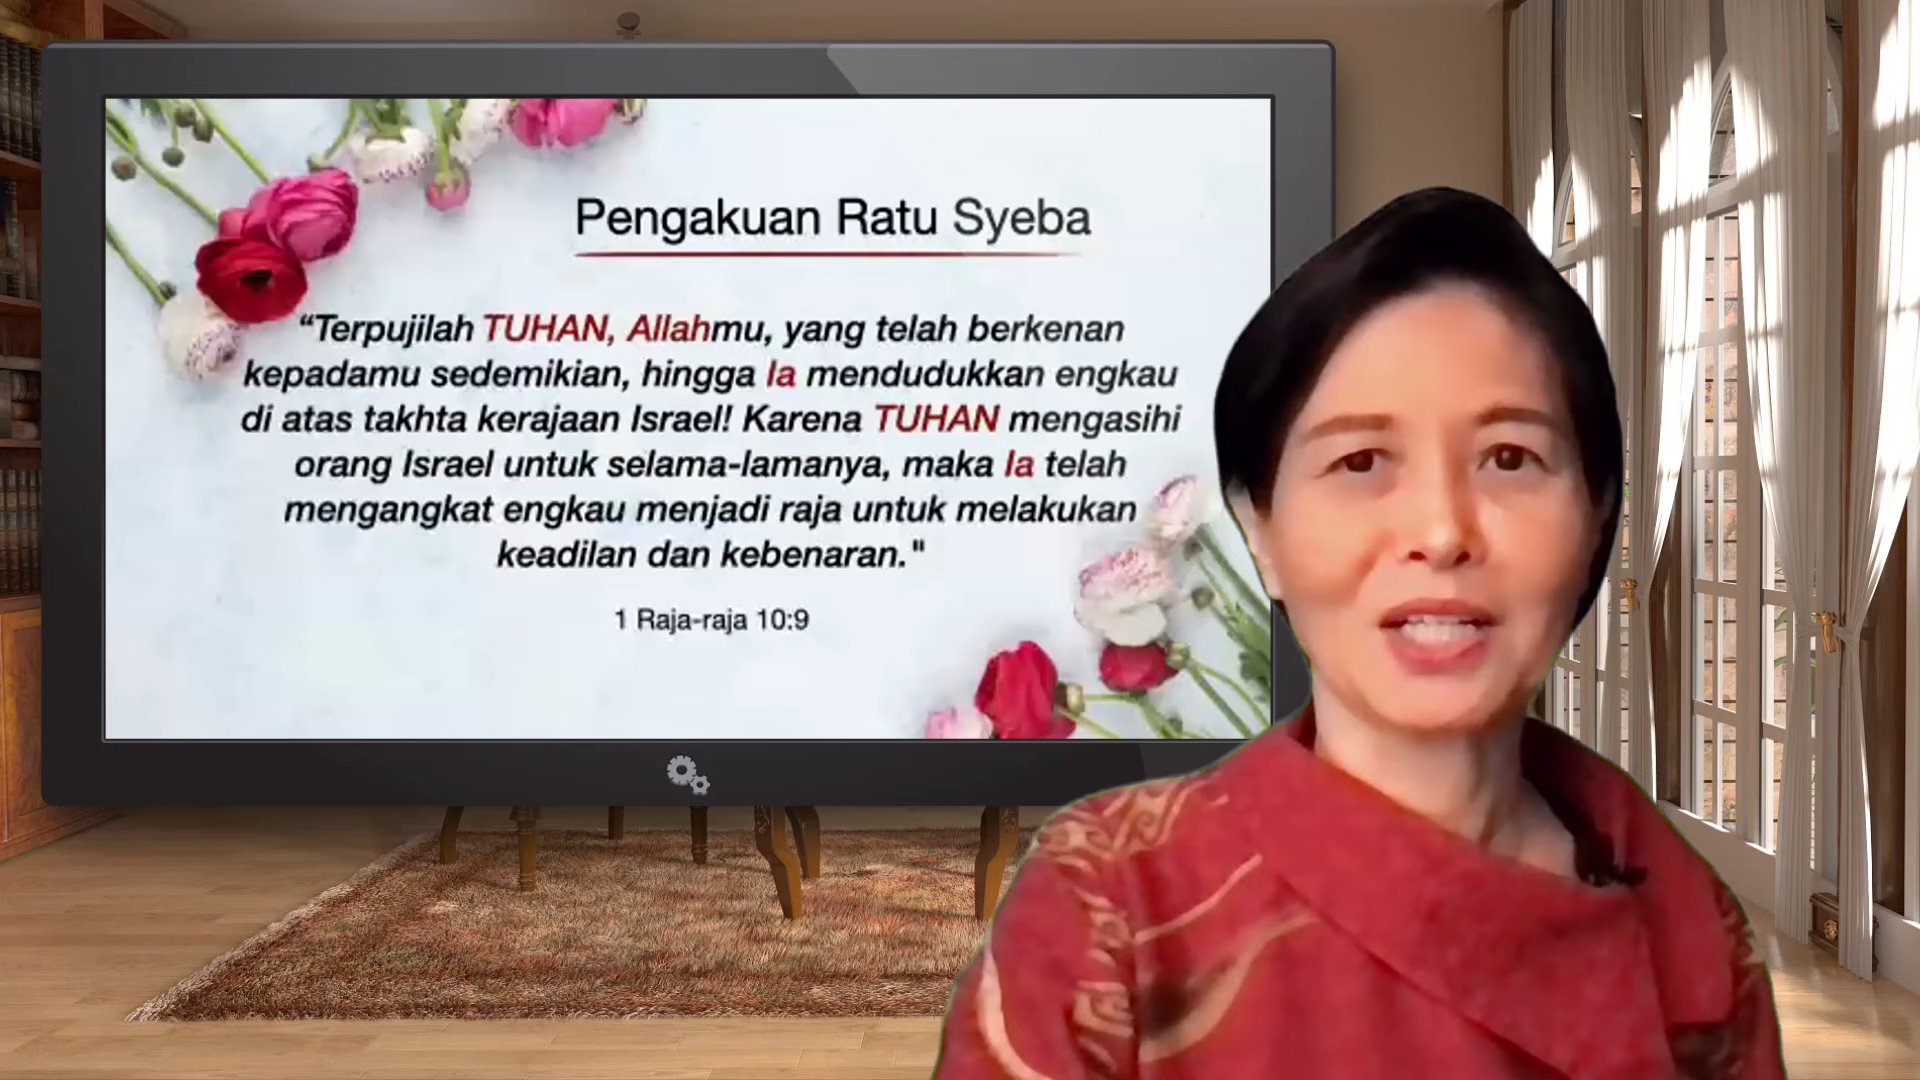 Pengakuan Ratu Syeba
“Terpujilah TUHAN, Allahmu, yang telah berkenan
kepadamu sedemikian, hingga Ia mendudukkan engkau
di atas takhta kerajaan Israel! Karena TUHAN mengasihi
orang Israel untuk selama-lamanya, maka Ia telah
mengangkat engkau menjadi raja untuk melakukan
keadilan dan kebenaran."
1 Raja-raja 10:9